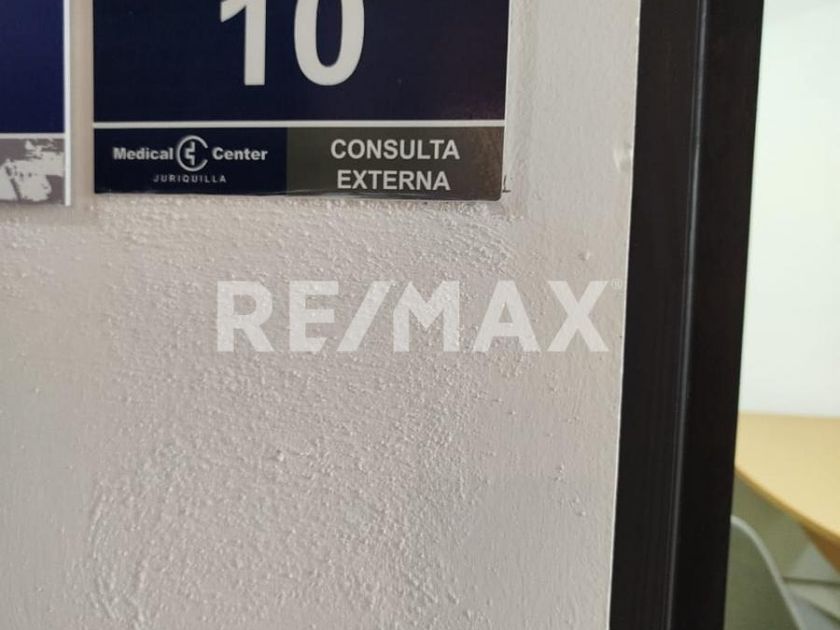 10
Medical Center
JURIQUILLA
CONSULTA
EXTERNA
RE/MAX®